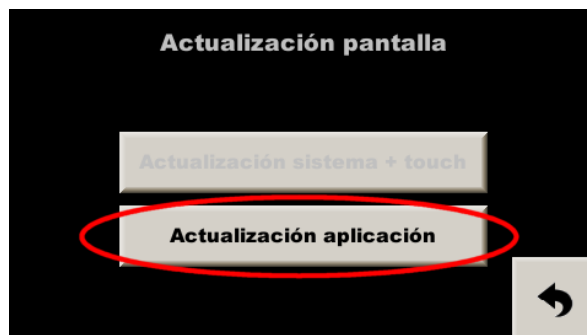 Actualización pantalla
Actualización sistema + touch
Actualización aplicación